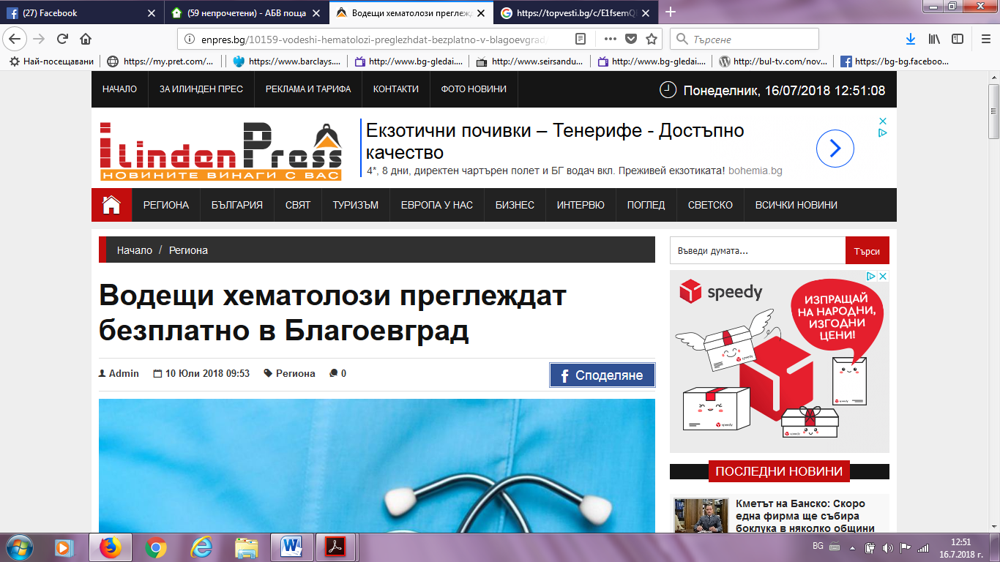 (27) Facebook
(59 непрочетени) - АБВ поща
Водещи хематолози преглежд
https://topvesti.bg/c/E1fsemQ
enpres.bg/10159-vodeshi-hematolozi-preglezhdat-bezplatno-v-blagoevgrad/
Търсене
Най-посещавани
https://my.pret.com/...
https://www.barclays....
http://www.bg-gledai....
http://www.seirsandu...
http://www.bg-gledai....
http://bul-tv.com/nov...
https://bg-bg.faceboo...
НАЧАЛО
ЗА ИЛИНДЕН ПРЕС
РЕКЛАМА И ТАРИФА
КОНТАКТИ
ФОТО НОВИНИ
Понеделник, 16/07/2018 12:51:08
iLinden Press
НОВИНИТЕ ВИНАГИ С ВАС
Екзотични почивки – Тенерифе - Достъпно
качество
4*, 8 дни, директен чартърен полет и БГ водач вкл. Преживей екзотиката! bohemia.bg
РЕГИОНА
БЪЛГАРИЯ
СВЯТ
ТУРИЗЪМ
ЕВРОПА У НАС
БИЗНЕС
ИНТЕРВЮ
ПОГЛЕД
СВЕТСКО
ВСИЧКИ НОВИНИ
Начало / Региона
Въведи думата...
Търси
Водещи хематолози преглеждат
безплатно в Благоевград
Admin
10 Юли 2018 09:53
Региона
0
Споделяне
speedy
ИЗПРАЩАЙ
НА НАРОДНИ,
ИЗГОДНИ
ЦЕНИ!
speedy
speedy
ПОСЛЕДНИ НОВИНИ
Кметът на Банско: Скоро
една фирма ще събира
боклука в няколко общини
BG
12:51
16.7.2018 г.